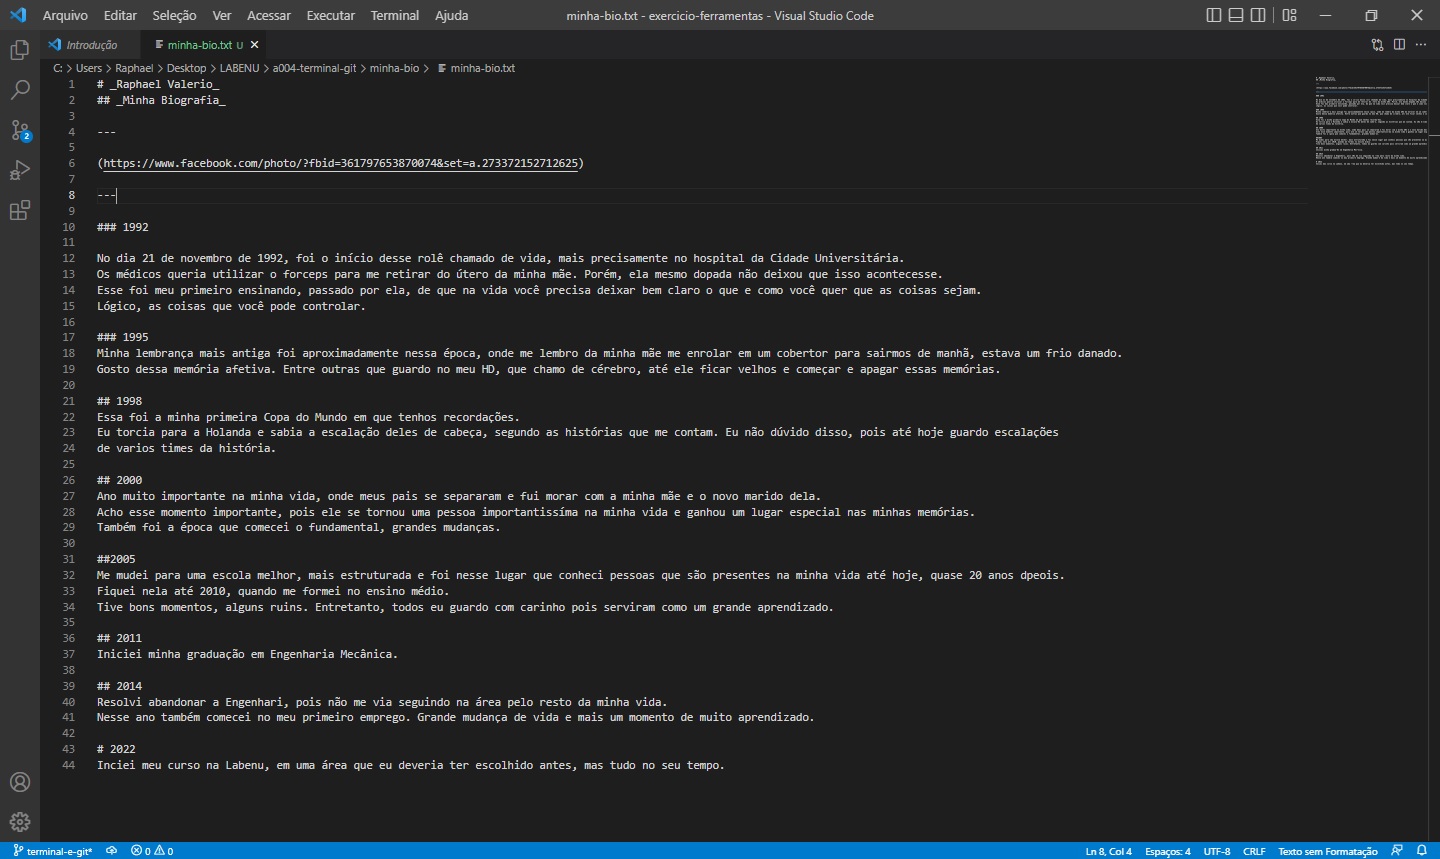 Arquivo Editar Seleção Ver Acessar Executar Terminal Ajuda minha-bio.txt - exercicio-ferramentas - Visual Studio Code
Introdução minha-bio.txt U
C: > Users > Raphael > Desktop > LABENU > a004-terminal-git > minha-bio > minha-bio.txt
1 # _Raphael Valerio_
2 ## _Minha Biografia_
3
4 ---
5
6 (https://www.facebook.com/photo/?fbid=361797653870074&set=a.273372152712625)
7
8 ---
9
10 ### 1992
11
12 No dia 21 de novembro de 1992, foi o início desse rolê chamado de vida, mais precisamente no hospital da Cidade Universitária.
13 Os médicos queria utilizar o forceps para me retirar do útero da minha mãe. Porém, ela mesmo dopada não deixou que isso acontecesse.
14 Esse foi meu primeiro ensinando, passado por ela, de que na vida você precisa deixar bem claro o que e como você quer que as coisas sejam.
15 Lógico, as coisas que você pode controlar.
16
17 ### 1995
18 Minha lembrança mais antiga foi aproximadamente nessa época, onde me lembro da minha mãe me enrolar em um cobertor para sairmos de manhã, estava um frio danado.
19 Gosto dessa memória afetiva. Entre outras que guardo no meu HD, que chamo de cérebro, até ele ficar velhos e começar e apagar essas memórias.
20
21 ## 1998
22 Essa foi a minha primeira Copa do Mundo em que tenhos recordações.
23 Eu torcia para a Holanda e sabia a escalação deles de cabeça, segundo as histórias que me contam. Eu não dúvido disso, pois até hoje guardo escalações
24 de varios times da história.
25
26 ## 2000
27 Ano muito importante na minha vida, onde meus pais se separaram e fui morar com a minha mãe e o novo marido dela.
28 Acho esse momento importante, pois ele se tornou uma pessoa importantissíma na minha vida e ganhou um lugar especial nas minhas memórias.
29 Também foi a época que comecei o fundamental, grandes mudanças.
30
31 ##2005
32 Me mudei para uma escola melhor, mais estruturada e foi nesse lugar que conheci pessoas que são presentes na minha vida até hoje, quase 20 anos dpeois.
33 Fiquei nela até 2010, quando me formei no ensino médio.
34 Tive bons momentos, alguns ruins. Entretanto, todos eu guardo com carinho pois serviram como um grande aprendizado.
35
36 ## 2011
37 Iniciei minha graduação em Engenharia Mecânica.
38
39 ## 2014
40 Resolvi abandonar a Engenhari, pois não me via seguindo na área pelo resto da minha vida.
41 Nesse ano também comecei no meu primeiro emprego. Grande mudança de vida e mais um momento de muito aprendizado.
42
43 # 2022
44 Inciei meu curso na Labenu, em uma área que eu deveria ter escolhido antes, mas tudo no seu tempo.
2
terminal-e-git* 0 0 Ln 8, Col 4 Espaços: 4 UTF-8 CRLF Texto sem Formatação